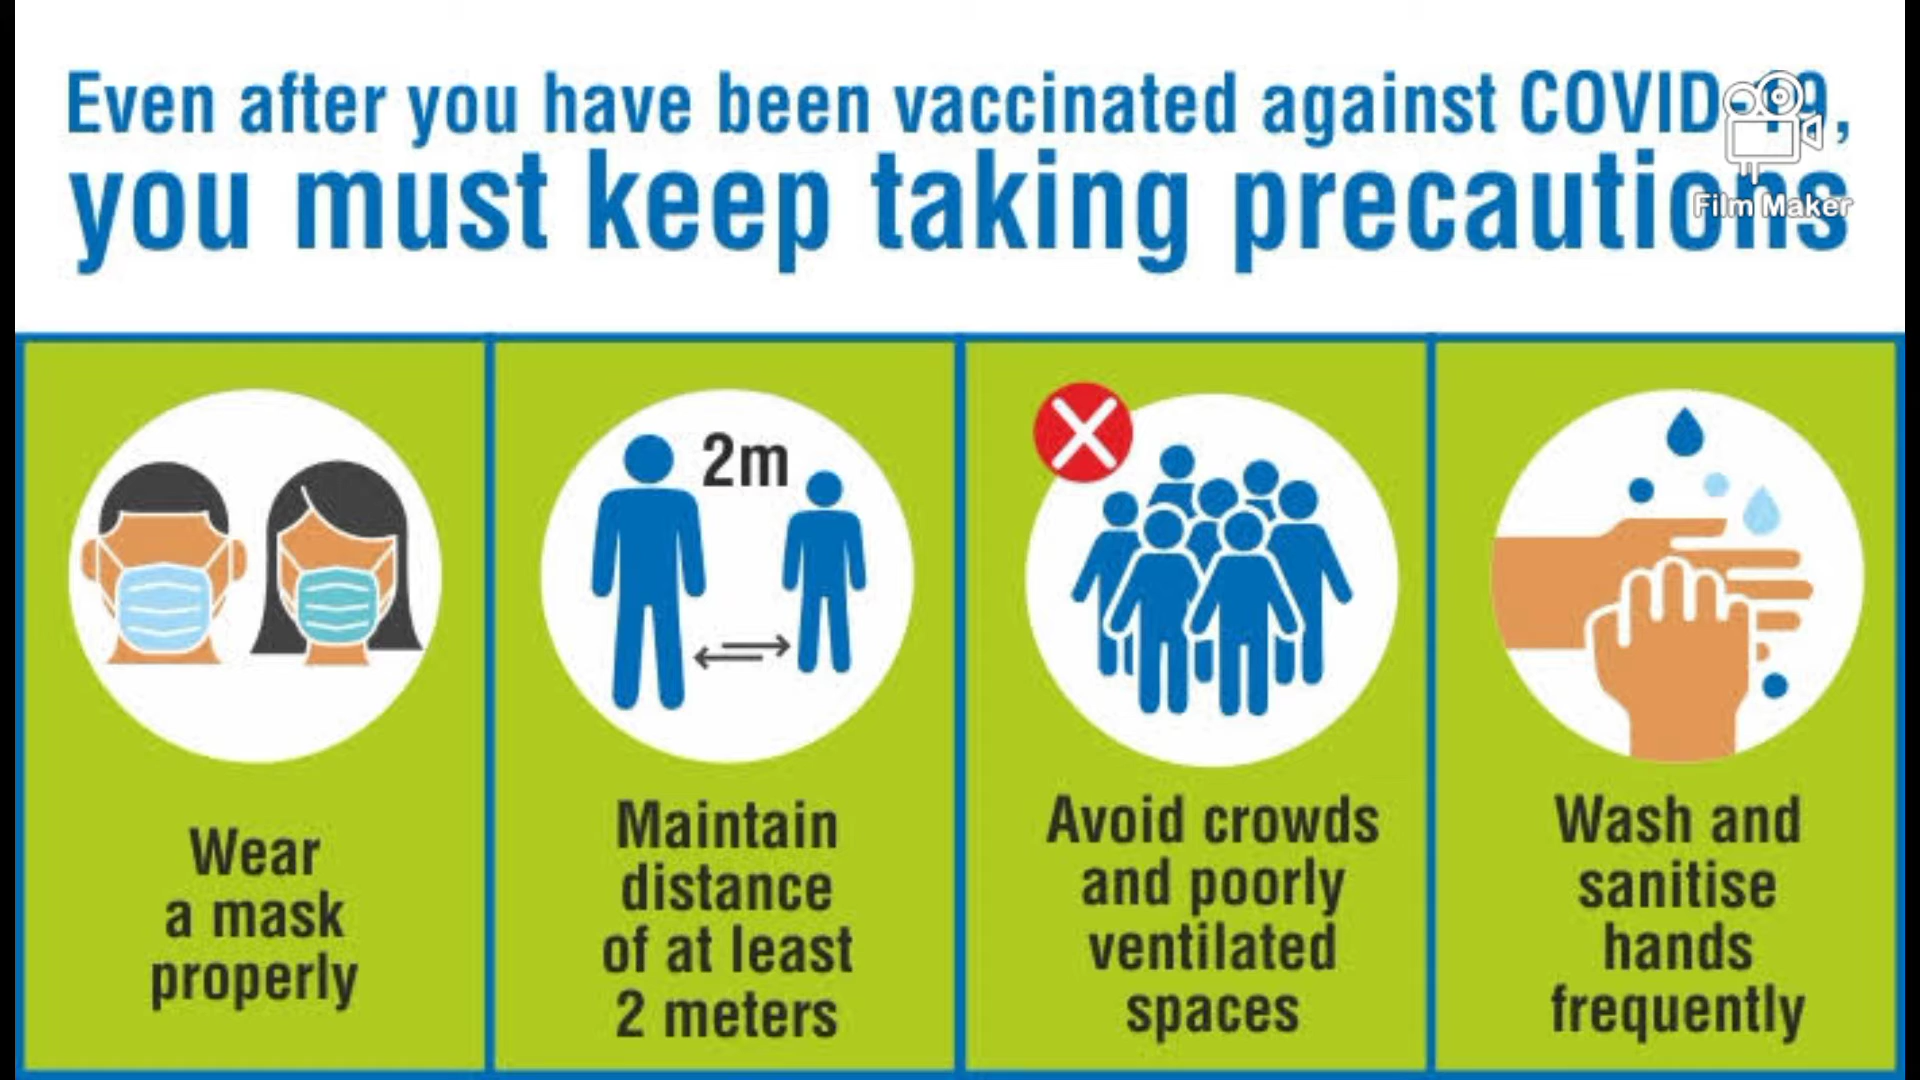 Even after you have been vaccinated against COVID-19,
you must keep taking precautions
Film Maker
2m
Wear
a mask
properly
Maintain
distance
of at least
2 meters
Avoid crowds
and poorly
ventilated
spaces
Wash and
sanitise
hands
frequently